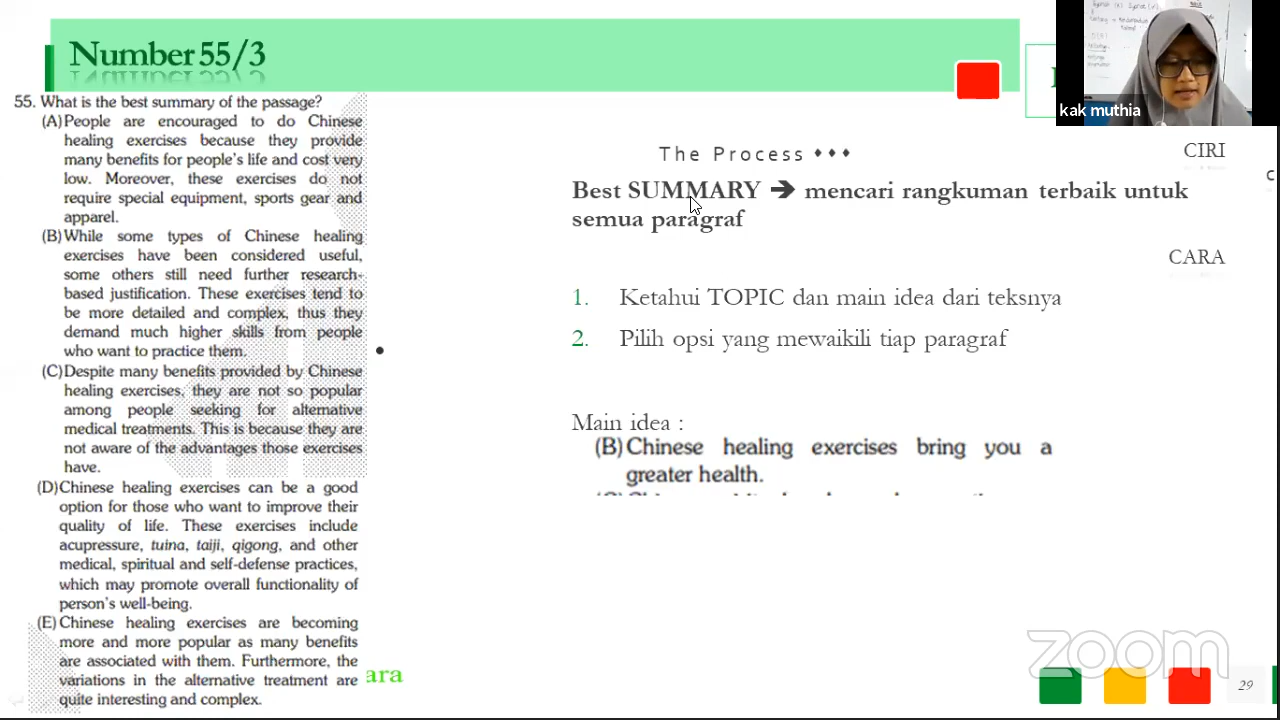 Number 55/3
kak muthia
55. What is the best summary of the passage?
(A) People are encouraged to do Chinese
healing exercises because they provide
many benefits for people's life and cost very
low. Moreover, these exercises do not
require special equipment, sports gear and
apparel.
(B) While some types of Chinese healing
exercises have been considered useful,
some others still need further research-
based justification. These exercises tend to
be more detailed and complex, thus they
demand much higher skills from people
who want to practice them.
(C) Despite many benefits provided by Chinese
healing exercises, they are not so popular
among people seeking for alternative
medical treatments. This is because they are
not aware of the advantages those exercises
have.
(D) Chinese healing exercises can be a good
option for those who want to improve their
quality of life. These exercises include
acupressure, tuina, taiji, qigong, and other
medical, spiritual and self-defense practices,
which may promote overall functionality of
person's well-being.
(E) Chinese healing exercises are becoming
more and more popular as many benefits
are associated with them. Furthermore, the
variations in the alternative treatment are
quite interesting and complex.
ara
The Process
Best SUMMARY ➔ mencari rangkuman terbaik untuk
semua paragraf
1. Ketahui TOPIC dan main idea dari teksnya
2. Pilih opsi yang mewaikili tiap paragraf
Main idea :
(B) Chinese healing exercises bring you a
greater health.
CIRI
CARA
zoom
29